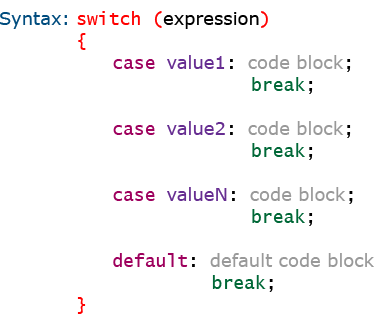 Syntax: switch (expression)
{
case value1: code block;
break;
case value2: code block;
break;
case valueN: code block;
break;
default: default code block
break;
}